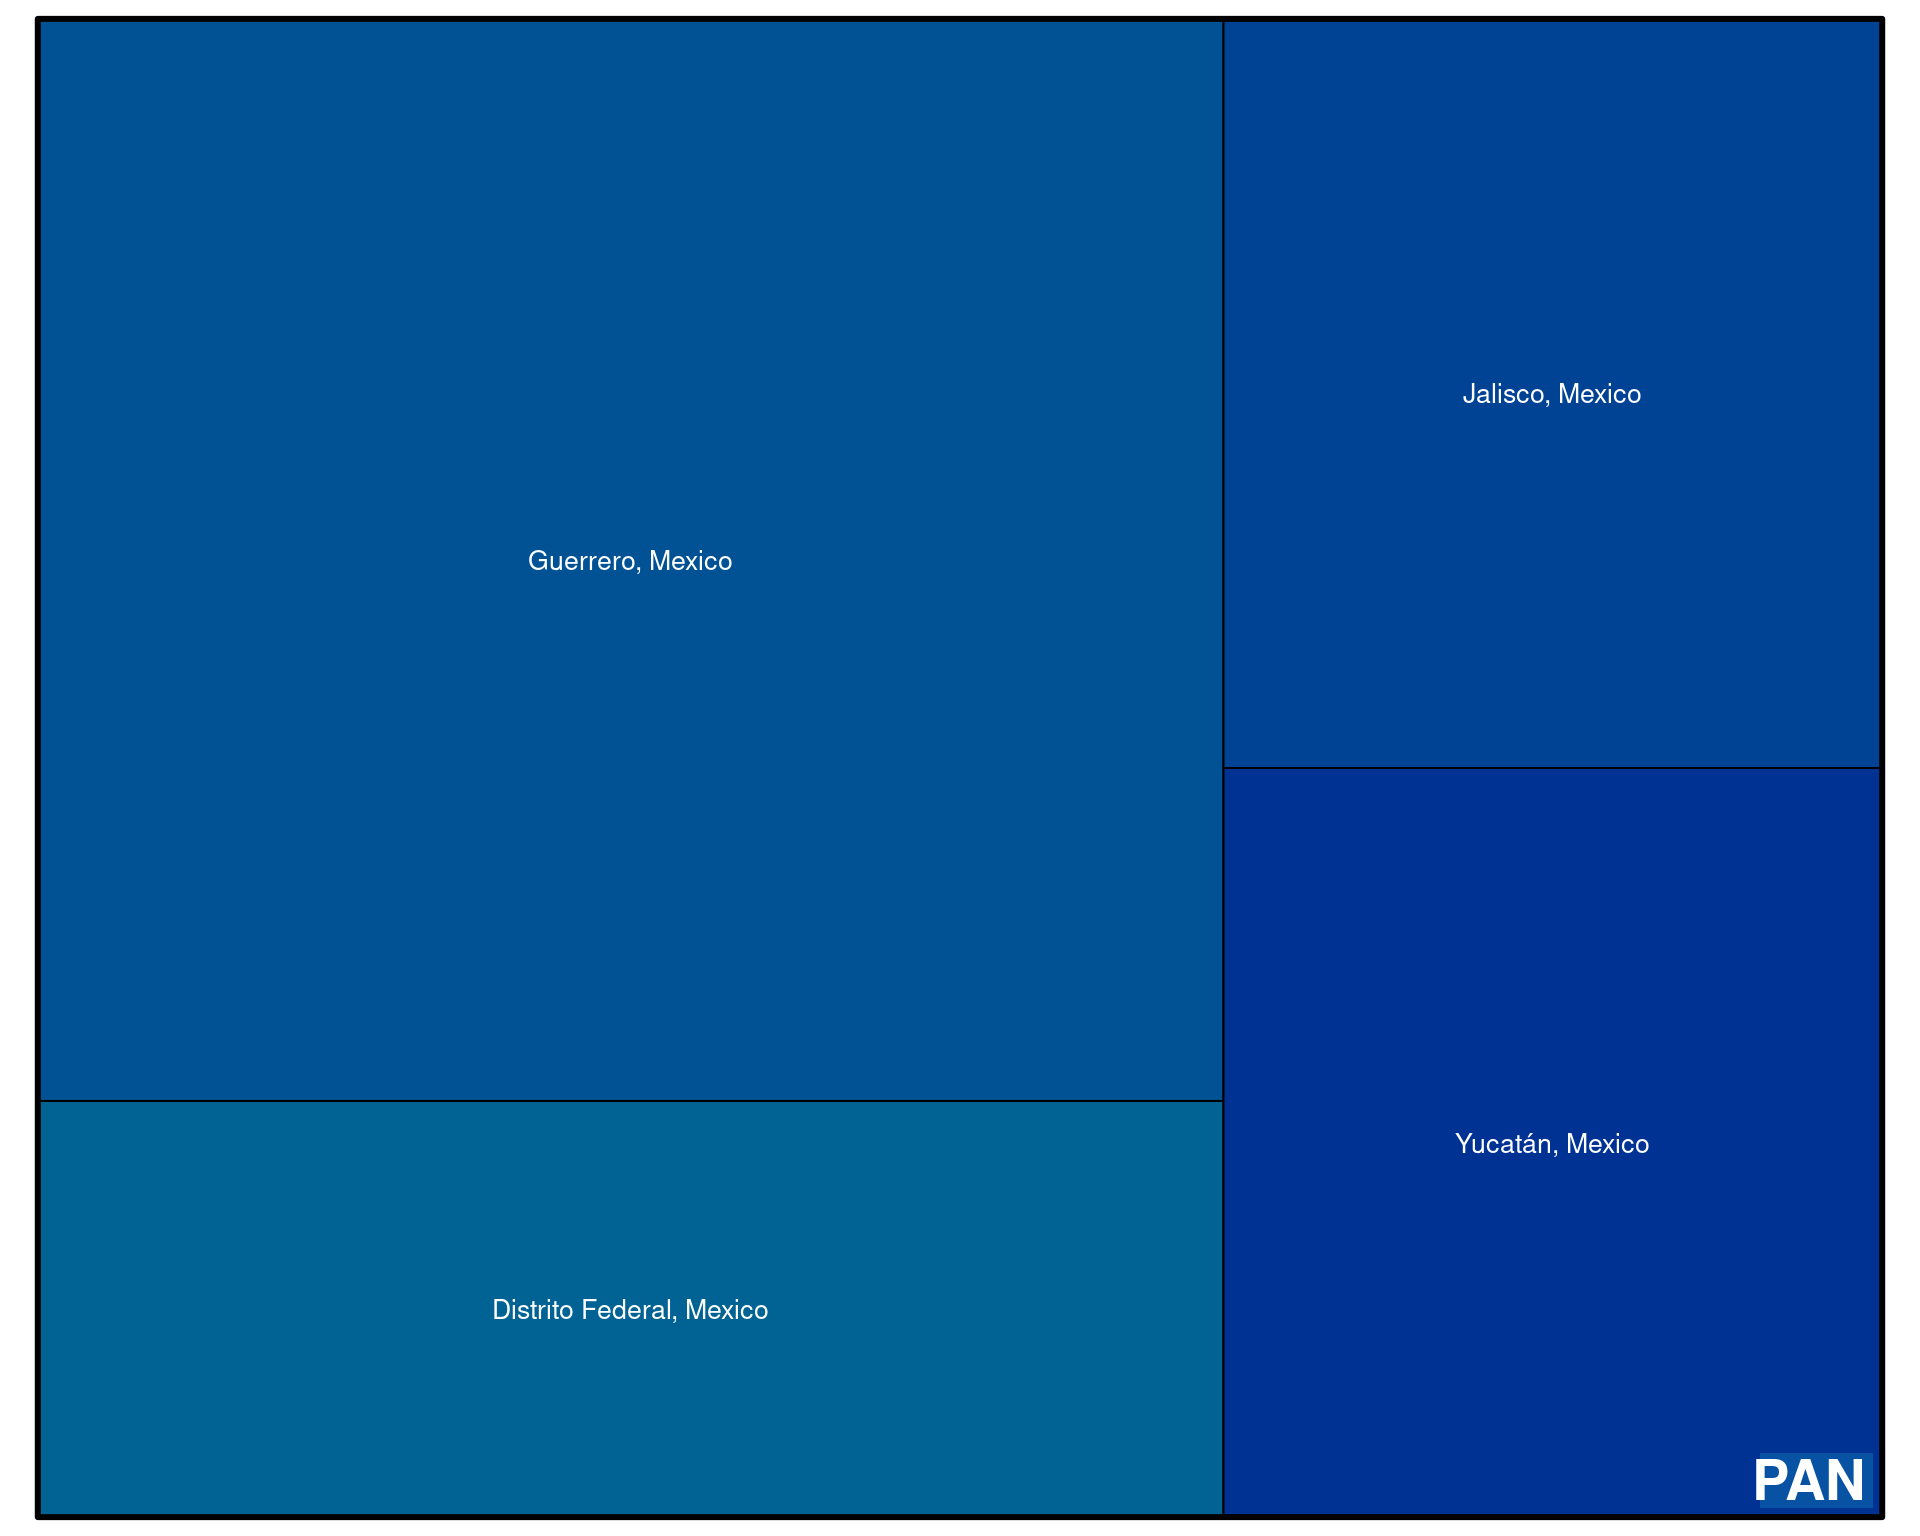 Jalisco, Mexico
Guerrero, Mexico
Yucatán, Mexico
Distrito Federal, Mexico
PAN